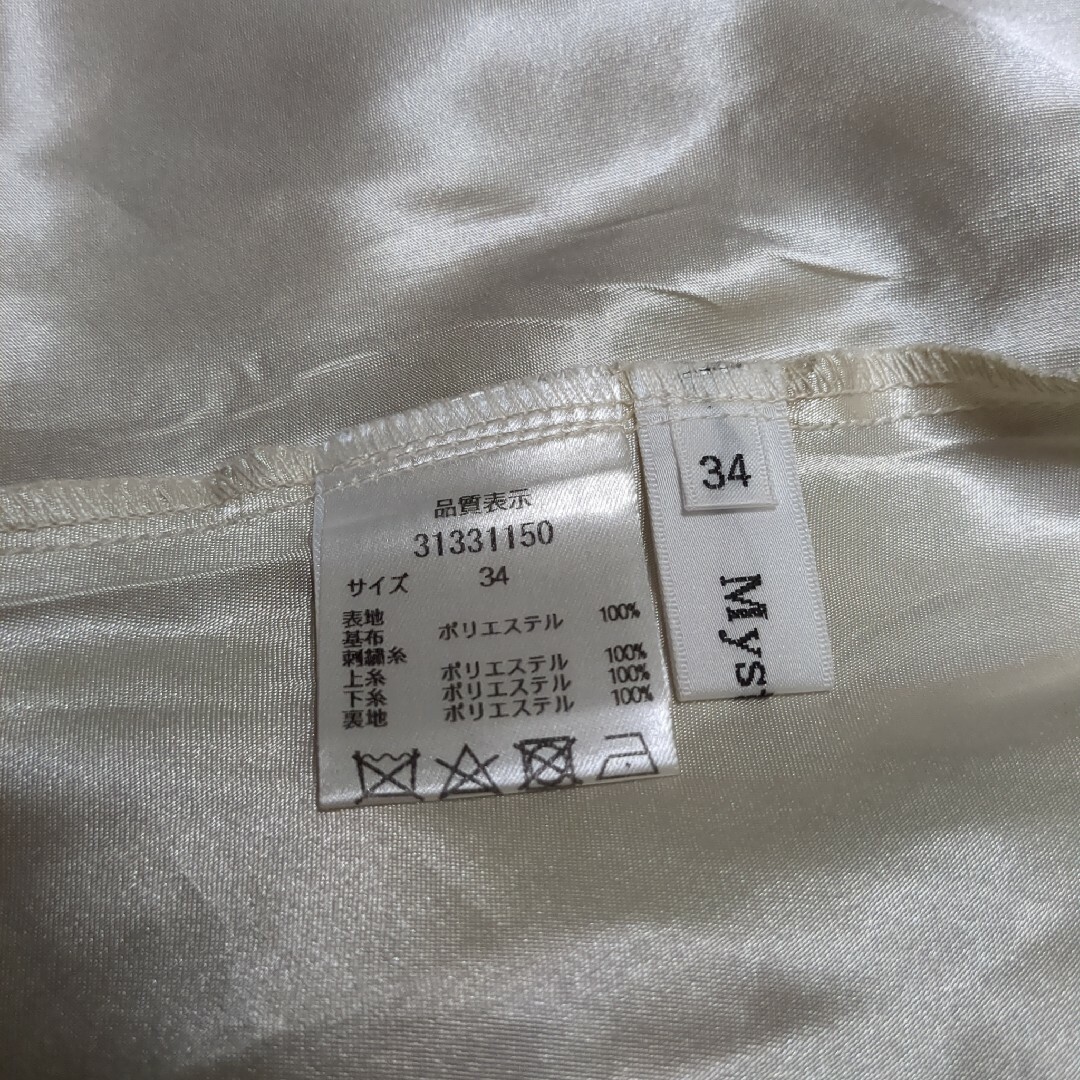 品質表示
31331150
サイズ 34
表地
基布 ポリエステル 100%
刺繍糸
上糸 ポリエステル 100%
下糸 ポリエステル 100%
裏地 ポリエステル 100%
34
Myst